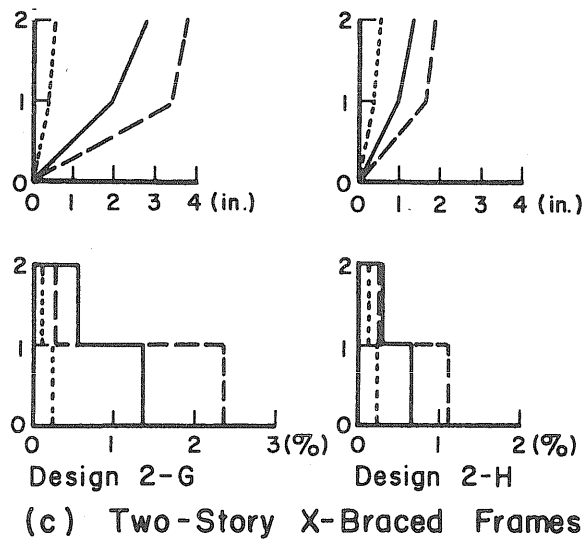 2 2
1 1
0 0
0 1 2 3 4 (in.) 0 1 2 3 4 (in.)
2 2
1 1
0 0
0 1 2 3 (%) 0 1 2 (%)
Design 2-G Design 2-H
(c) Two-Story X-Braced Frames